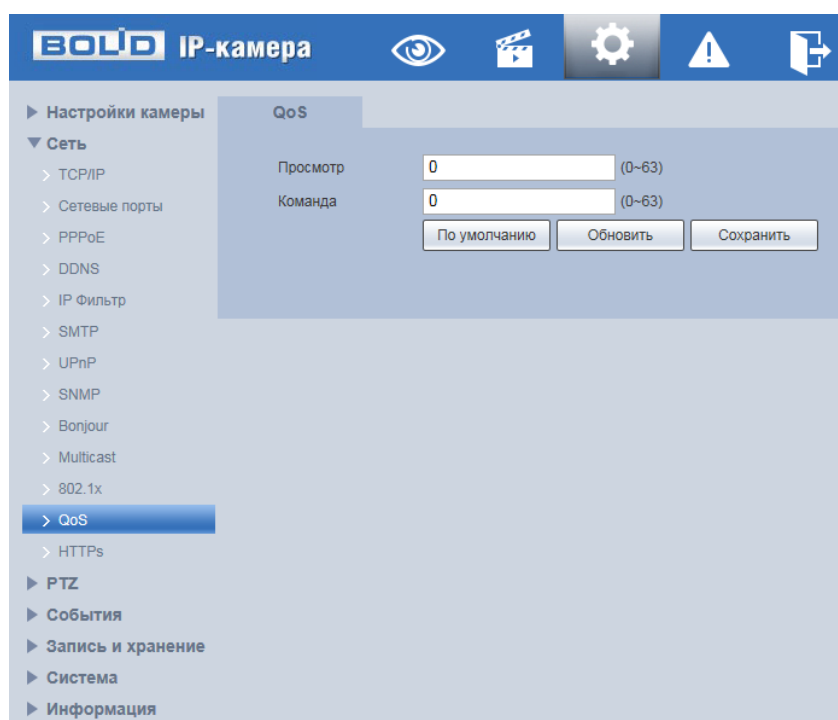 BOLID IP-камера
Настройки камеры
Сеть
TCP/IP
Сетевые порты
PPPoE
DDNS
IP Фильтр
SMTP
UPnP
SNMP
Bonjour
Multicast
802.1x
QoS
HTTPs
PTZ
События
Запись и хранение
Система
Информация
QoS
Просмотр 0 (0~63)
Команда 0 (0~63)
По умолчанию Обновить Сохранить